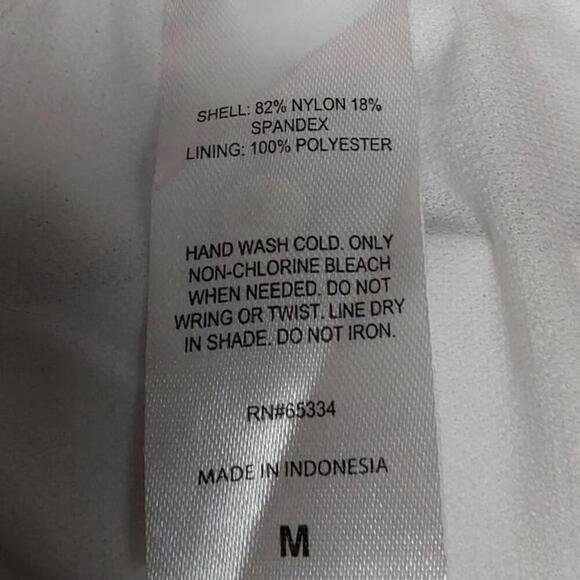 SHELL: 82% NYLON 18%
SPANDEX
LINING: 100% POLYESTER
HAND WASH COLD. ONLY
NON-CHLORINE BLEACH
WHEN NEEDED. DO NOT
WRING OR TWIST. LINE DRY
IN SHADE. DO NOT IRON.
RN#65334
MADE IN INDONESIA
M